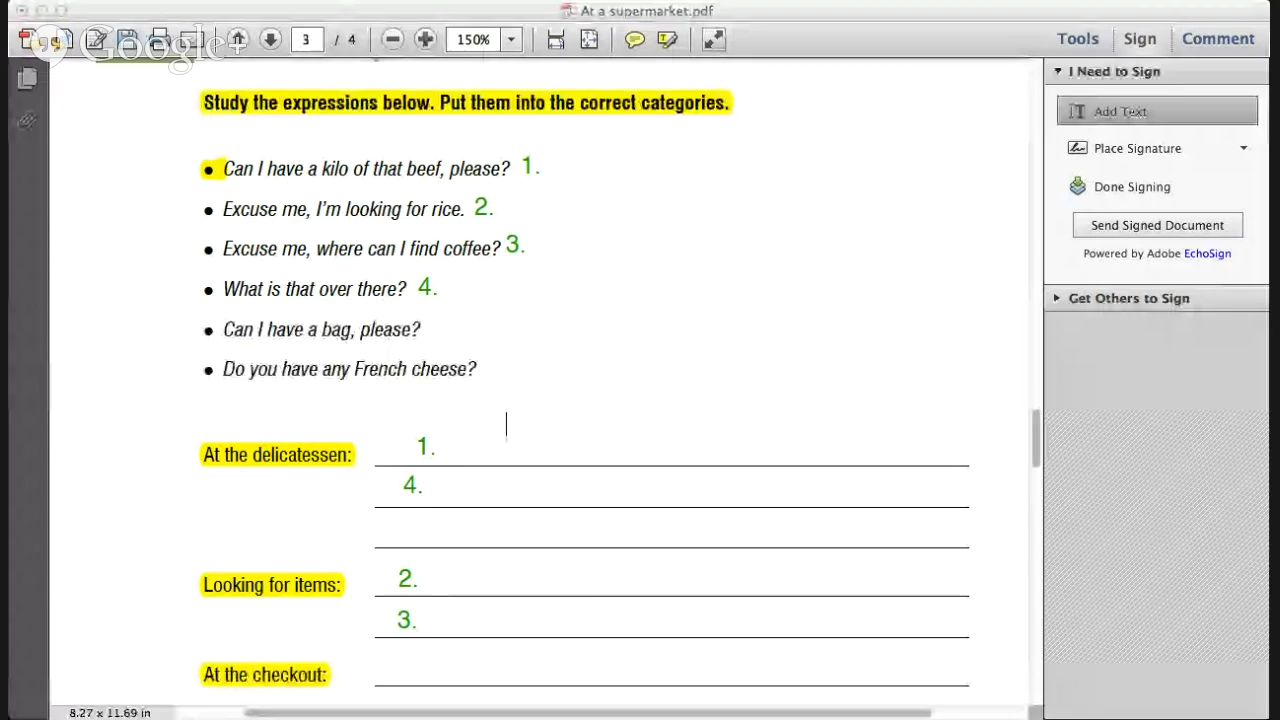 At a supermarket.pdf
Google+
3 / 4
150%
Tools
Sign
Comment
I Need to Sign
Add Text
Place Signature
Done Signing
Send Signed Document
Powered by Adobe EchoSign
Get Others to Sign
Study the expressions below. Put them into the correct categories.
• Can I have a kilo of that beef, please? 1.
• Excuse me, I'm looking for rice. 2.
• Excuse me, where can I find coffee? 3.
• What is that over there? 4.
• Can I have a bag, please?
• Do you have any French cheese?
At the delicatessen: 1.
4.
Looking for items: 2.
3.
At the checkout:
8.27 x 11.69 in